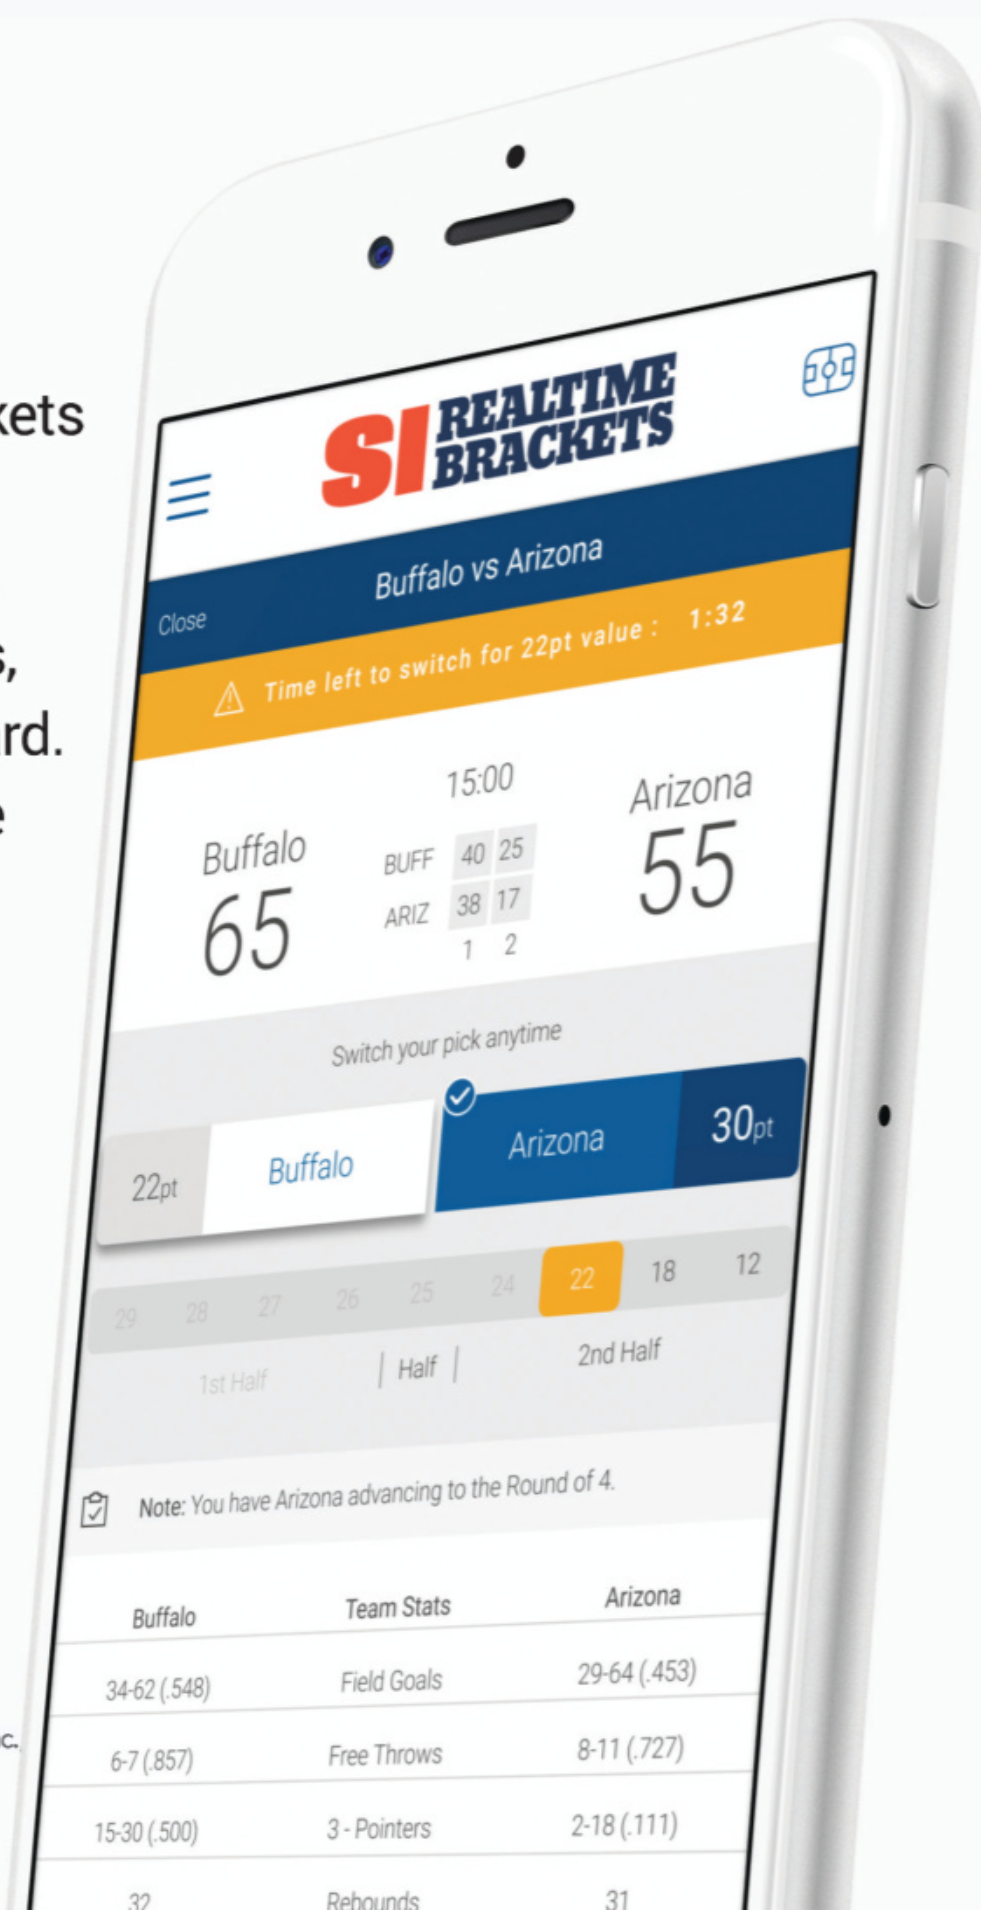 SI REALTIME
BRACKETS
Close
Buffalo vs Arizona
Time left to switch for 22pt value : 1:32
15:00
Buffalo
65
BUFF 40 25
ARIZ 38 17
1 2
Arizona
55
Switch your pick anytime
22pt Buffalo Arizona 30pt
29 28 27 26 25 24 22 18 12
1st Half | Half | 2nd Half
Note: You have Arizona advancing to the Round of 4.
Buffalo Team Stats Arizona
34-62 (.548) Field Goals 29-64 (.453)
6-7 (.857) Free Throws 8-11 (.727)
15-30 (.500) 3 - Pointers 2-18 (.111)
32 Rebounds 31